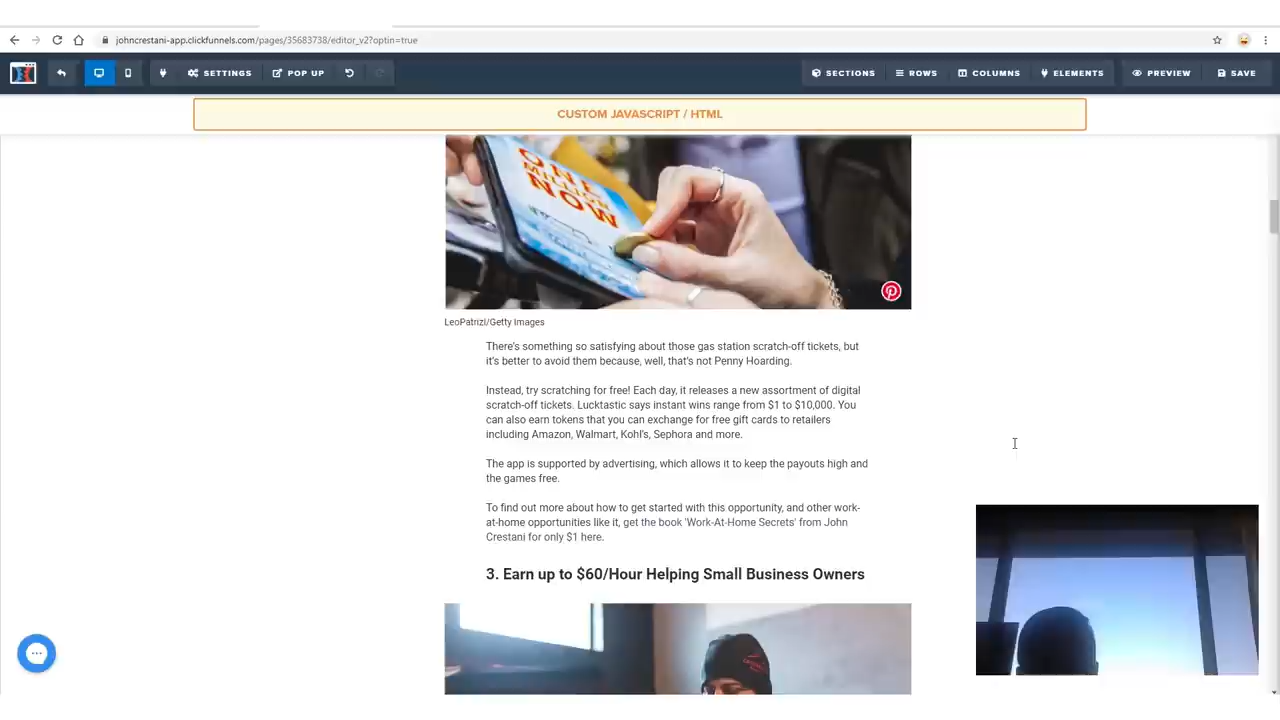 johncrestani-app.clickfunnels.com/pages/35683738/editor_v2?optin=true
SETTINGS
POP UP
SECTIONS
ROWS
COLUMNS
ELEMENTS
PREVIEW
SAVE
CUSTOM JAVASCRIPT / HTML
ONE
MILLION
NOW
LeoPatrizi/Getty Images
There's something so satisfying about those gas station scratch-off tickets, but
it's better to avoid them because, well, that's not Penny Hoarding.
Instead, try scratching for free! Each day, it releases a new assortment of digital
scratch-off tickets. Lucktastic says instant wins range from $1 to $10,000. You
can also earn tokens that you can exchange for free gift cards to retailers
including Amazon, Walmart, Kohl's, Sephora and more.
The app is supported by advertising, which allows it to keep the payouts high and
the games free.
To find out more about how to get started with this opportunity, and other work-
at-home opportunities like it, get the book 'Work-At-Home Secrets' from John
Crestani for only $1 here.
3. Earn up to $60/Hour Helping Small Business Owners